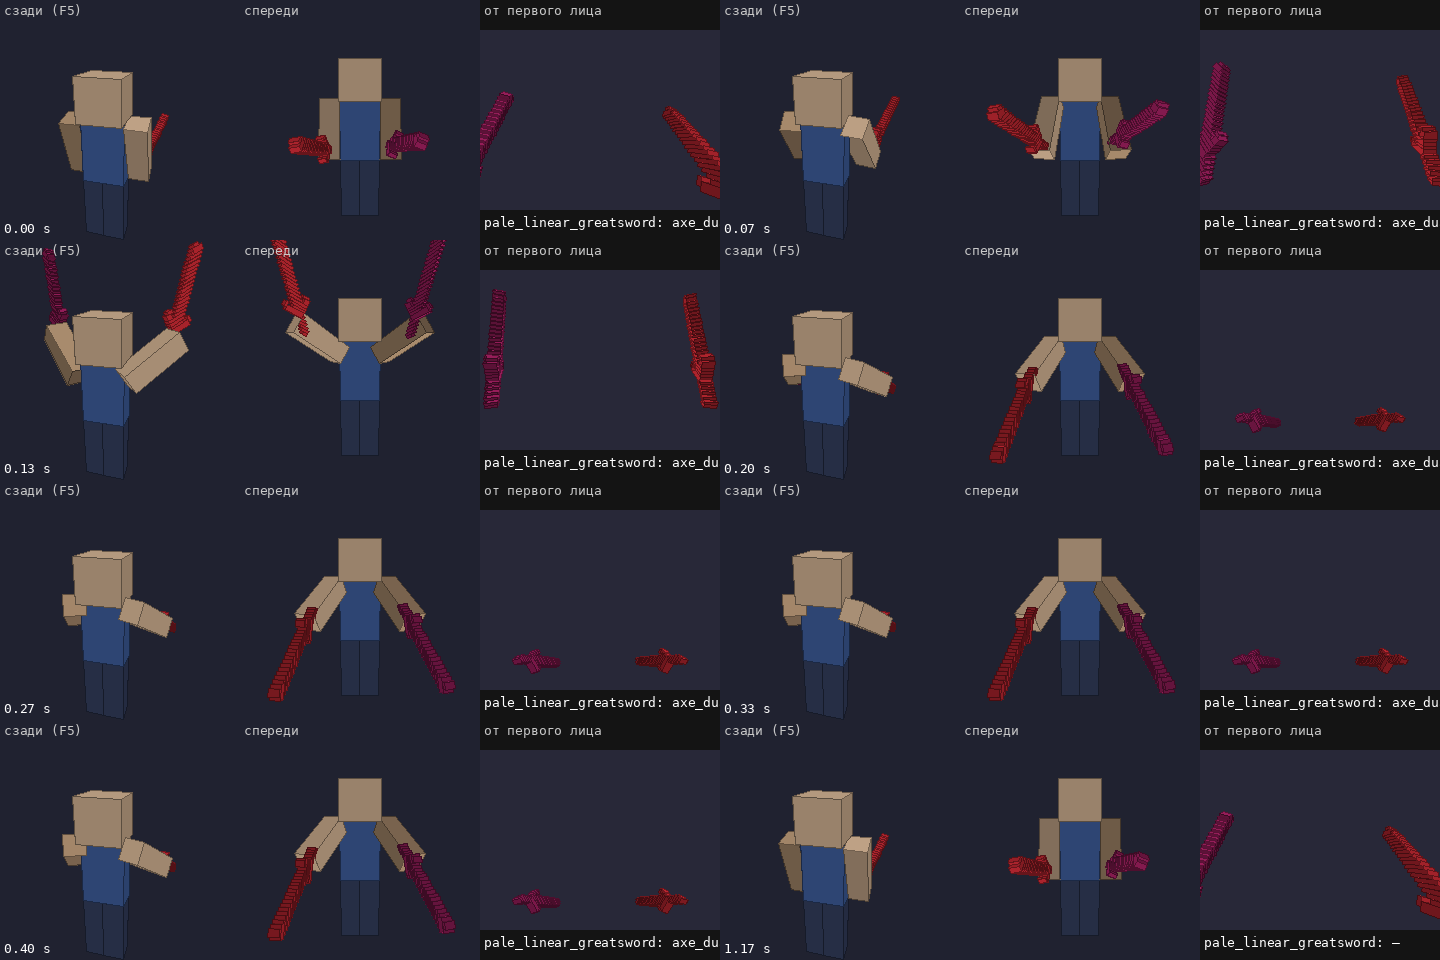 сзади (F5) спереди от первого лица сзади (F5) спереди от первого лица
0.00 s pale_linear_greatsword: axe_du 0.07 s pale_linear_greatsword: axe_du
сзади (F5) спереди от первого лица сзади (F5) спереди от первого лица
0.13 s pale_linear_greatsword: axe_du 0.20 s pale_linear_greatsword: axe_du
сзади (F5) спереди от первого лица сзади (F5) спереди от первого лица
0.27 s pale_linear_greatsword: axe_du 0.33 s pale_linear_greatsword: axe_du
сзади (F5) спереди от первого лица сзади (F5) спереди от первого лица
0.40 s pale_linear_greatsword: axe_du 1.17 s pale_linear_greatsword: —